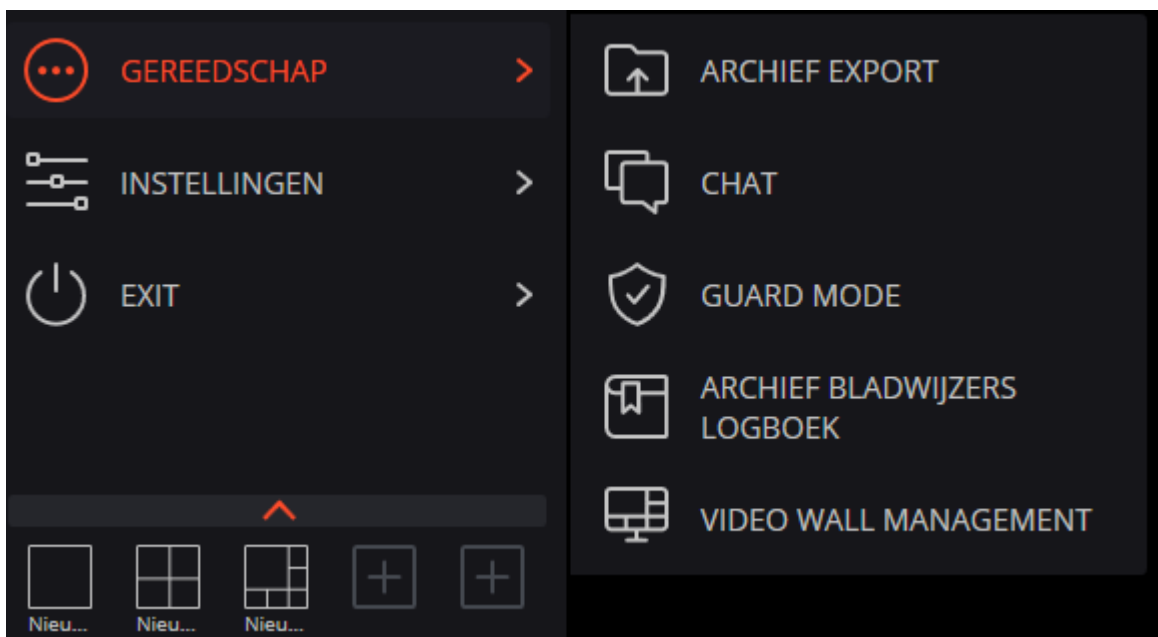 GEREEDSCHAP
INSTELLINGEN
EXIT
Nieu...
Nieu...
Nieu...
ARCHIEF EXPORT
CHAT
GUARD MODE
ARCHIEF BLADWIJZERS
LOGBOEK
VIDEO WALL MANAGEMENT